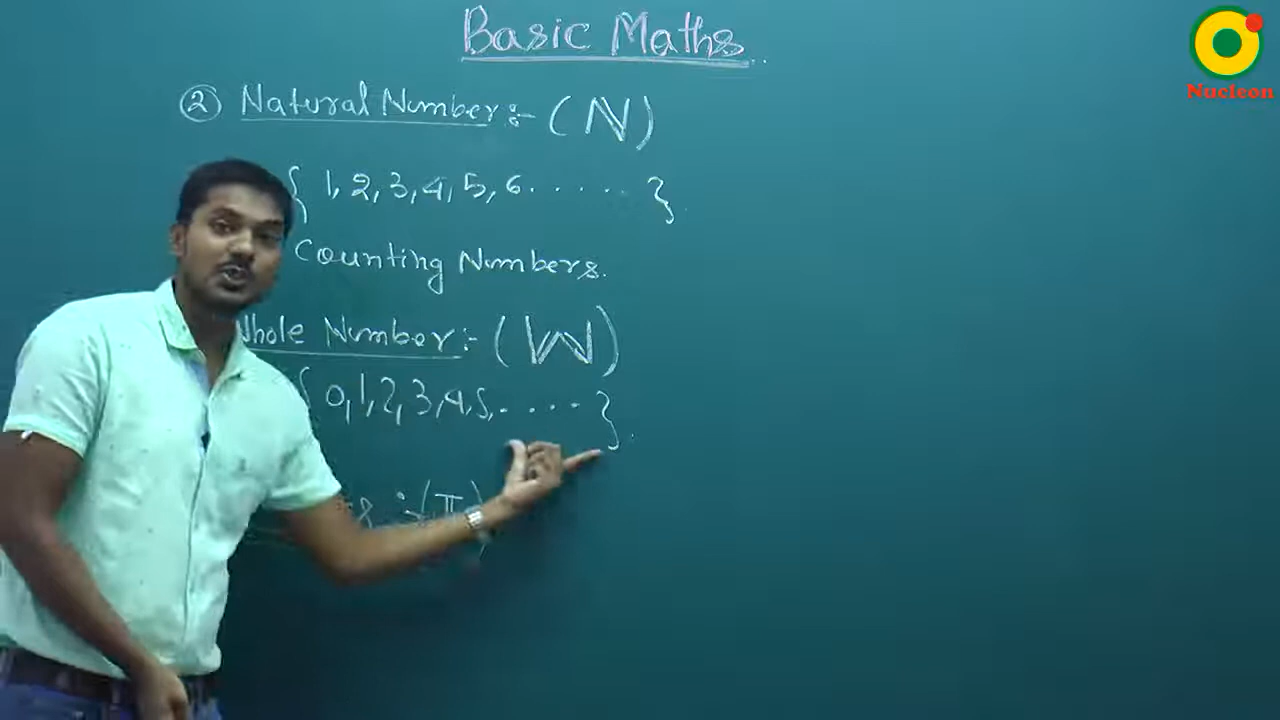 Basic Maths..
Nucleon
② Natural Number :- (N)
{ 1, 2, 3, 4, 5, 6 . . . . . . }
Counting Numbers.
Whole Number :- (W)
{ 0, 1, 2, 3, 4, 5, . . . . . }.